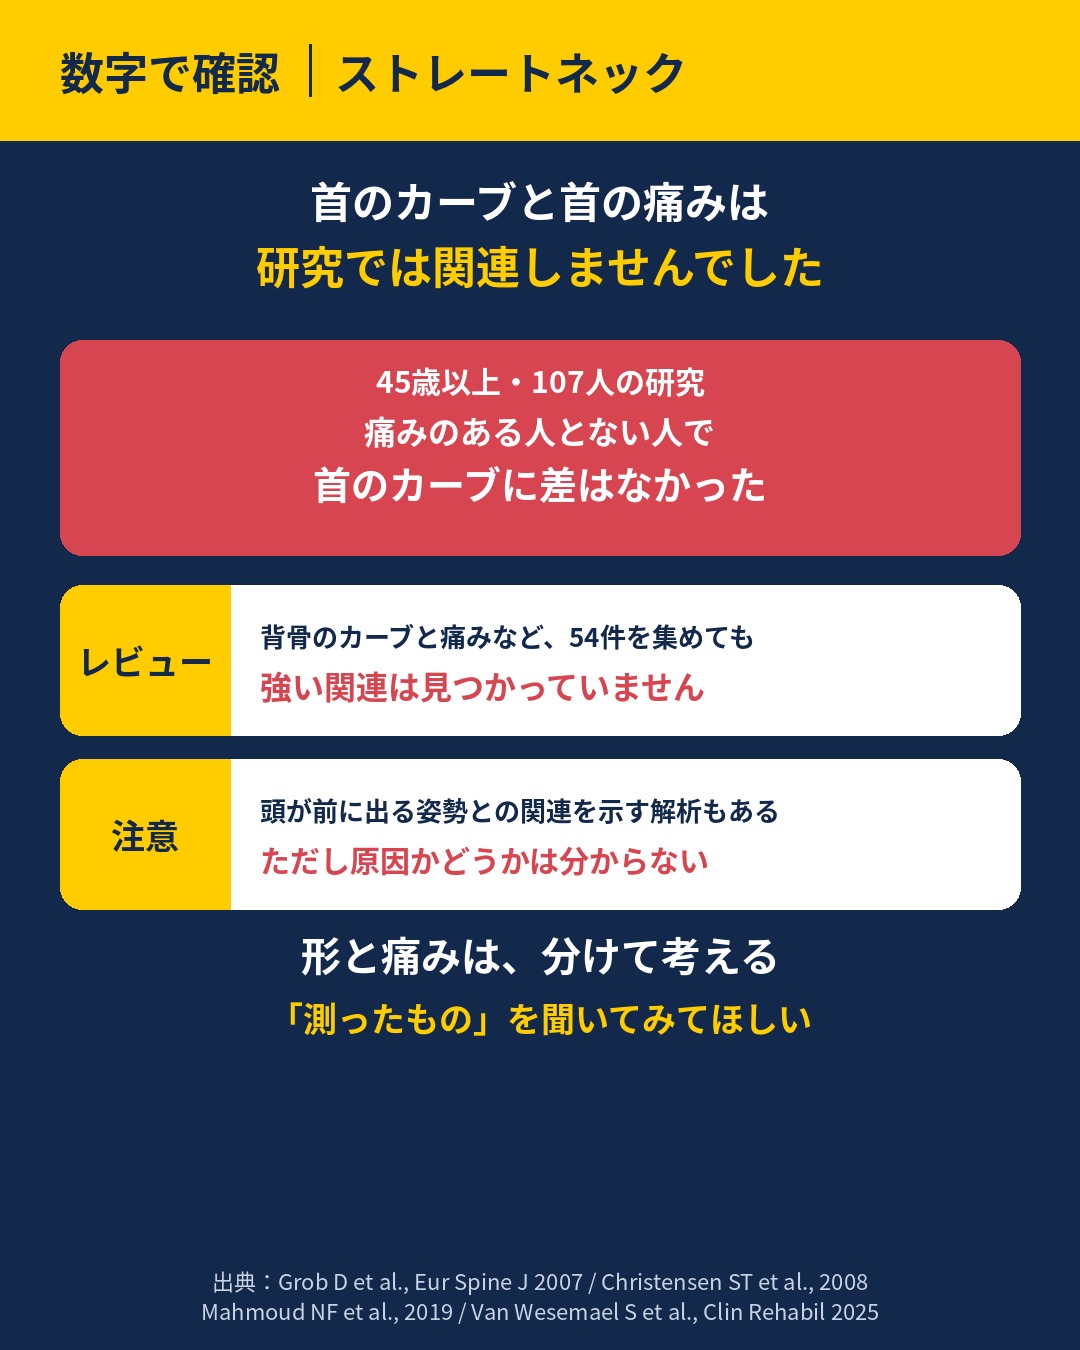 数字で確認｜ストレートネック
首のカーブと首の痛みは
研究では関連しませんでした
45歳以上・107人の研究
痛みのある人とない人で
首のカーブに差はなかった
レビュー
背骨のカーブと痛みなど、54件を集めても
強い関連は見つかっていません
注意
頭が前に出る姿勢との関連を示す解析もある
ただし原因かどうかは分からない
形と痛みは、分けて考える
「測ったもの」を聞いてみてほしい
出典：Grob D et al., Eur Spine J 2007 / Christensen ST et al., 2008
Mahmoud NF et al., 2019 / Van Wesemael S et al., Clin Rehabil 2025